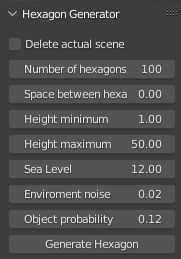 Hexagon Generator
Delete actual scene
Number of hexagons 100
Space between hexa 0.00
Height minimum 1.00
Height maximum 50.00
Sea Level 12.00
Enviroment noise 0.02
Object probability 0.12
Generate Hexagon